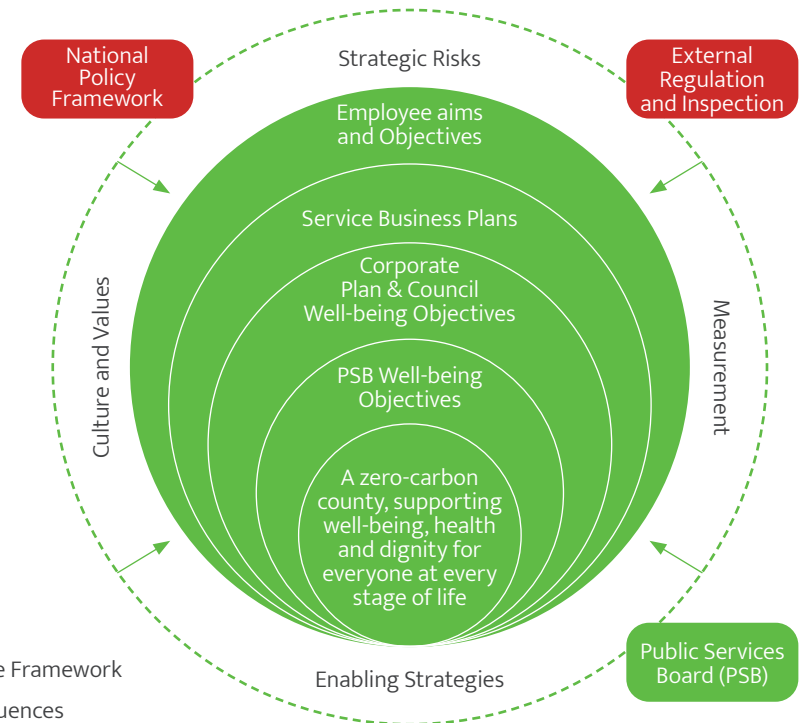 National
Policy
Framework
Strategic Risks
External
Regulation
and Inspection
Employee aims
and Objectives
Service Business Plans
Corporate
Plan & Council
Well-being Objectives
Culture and Values
Measurement
PSB Well-being
Objectives
A zero-carbon
county, supporting
well-being, health
and dignity for
everyone at every
stage of life
Enabling Strategies
Public Services
Board (PSB)
Framework